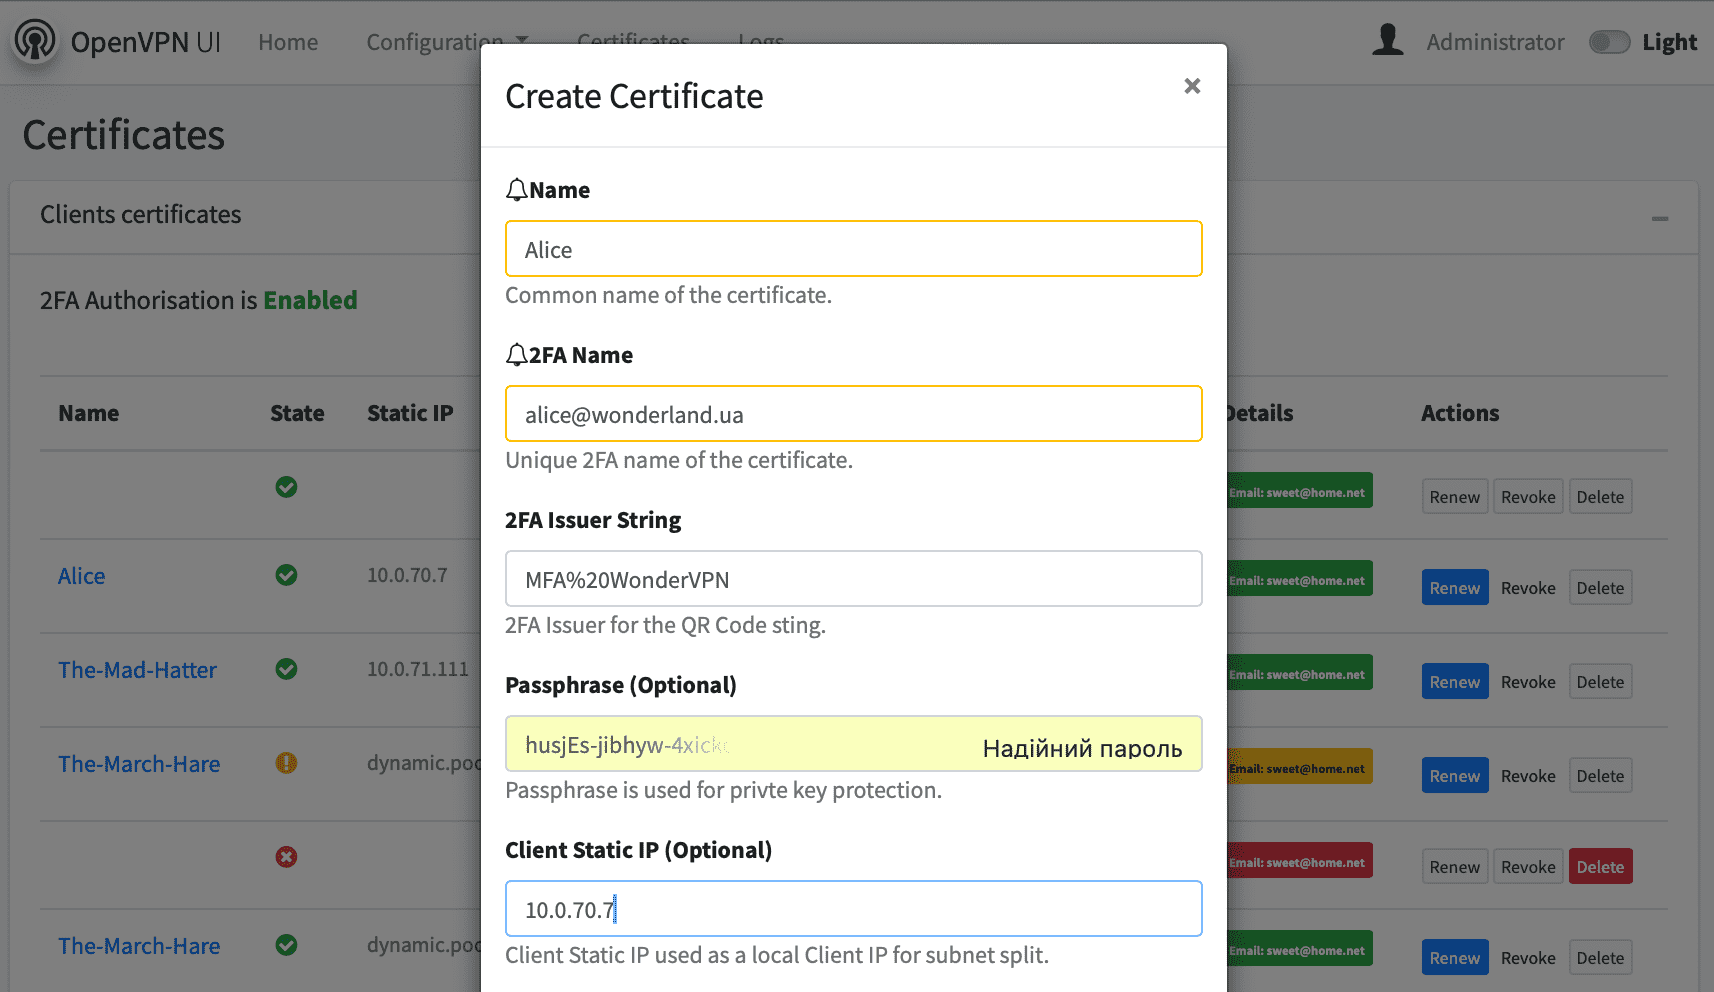 OpenVPN UI Home Configuration Certificates Logs Administrator Light
Certificates
Clients certificates
2FA Authorisation is Enabled
Name State Static IP Details Actions
Email: sweet@home.net Renew Revoke Delete
Alice 10.0.70.7 Email: sweet@home.net Renew Revoke Delete
The-Mad-Hatter 10.0.71.111 Email: sweet@home.net Renew Revoke Delete
The-March-Hare dynamic.poo Email: sweet@home.net Renew Revoke Delete
Email: sweet@home.net Renew Revoke Delete
The-March-Hare dynamic.poo Email: sweet@home.net Renew Revoke Delete
Create Certificate
Name
Alice
Common name of the certificate.
2FA Name
alice@wonderland.ua
Unique 2FA name of the certificate.
2FA Issuer String
MFA%20WonderVPN
2FA Issuer for the QR Code sting.
Passphrase (Optional)
husjEs-jibhyw-4xick Надійний пароль
Passphrase is used for privte key protection.
Client Static IP (Optional)
10.0.70.7
Client Static IP used as a local Client IP for subnet split.